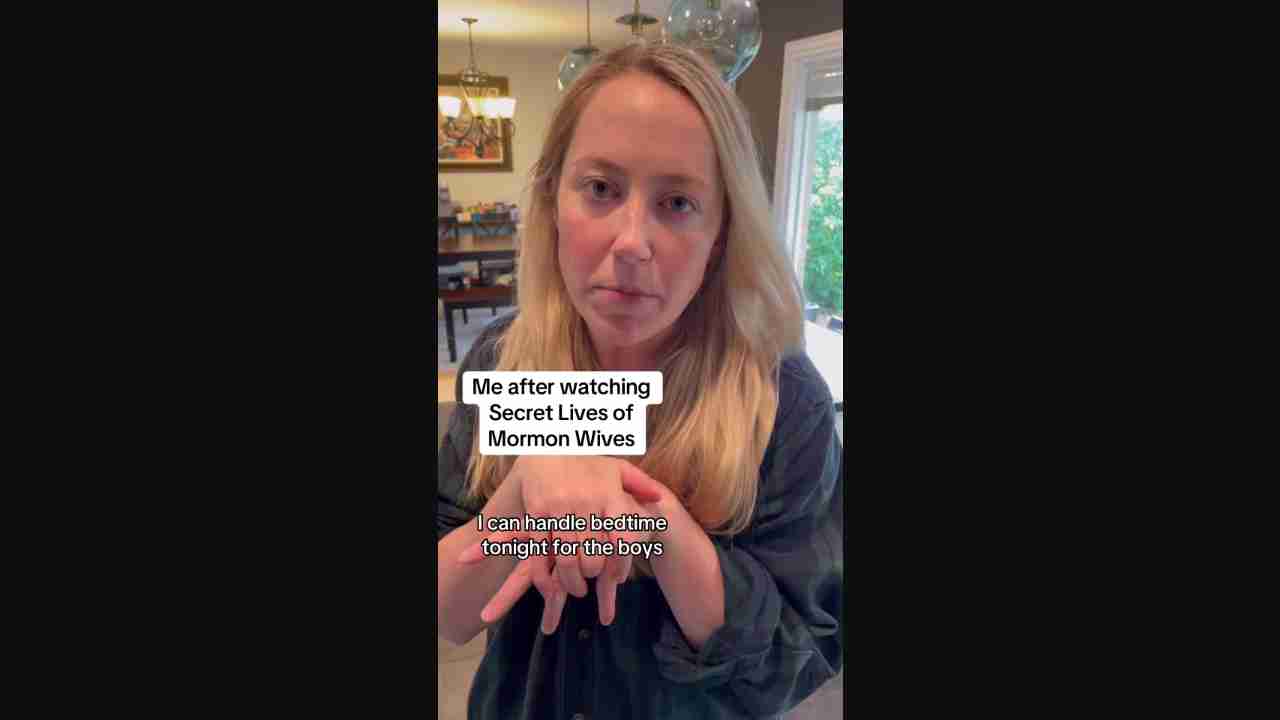 Me after watching
Secret Lives of
Mormon Wives
I can handle bedtime
tonight for the boys